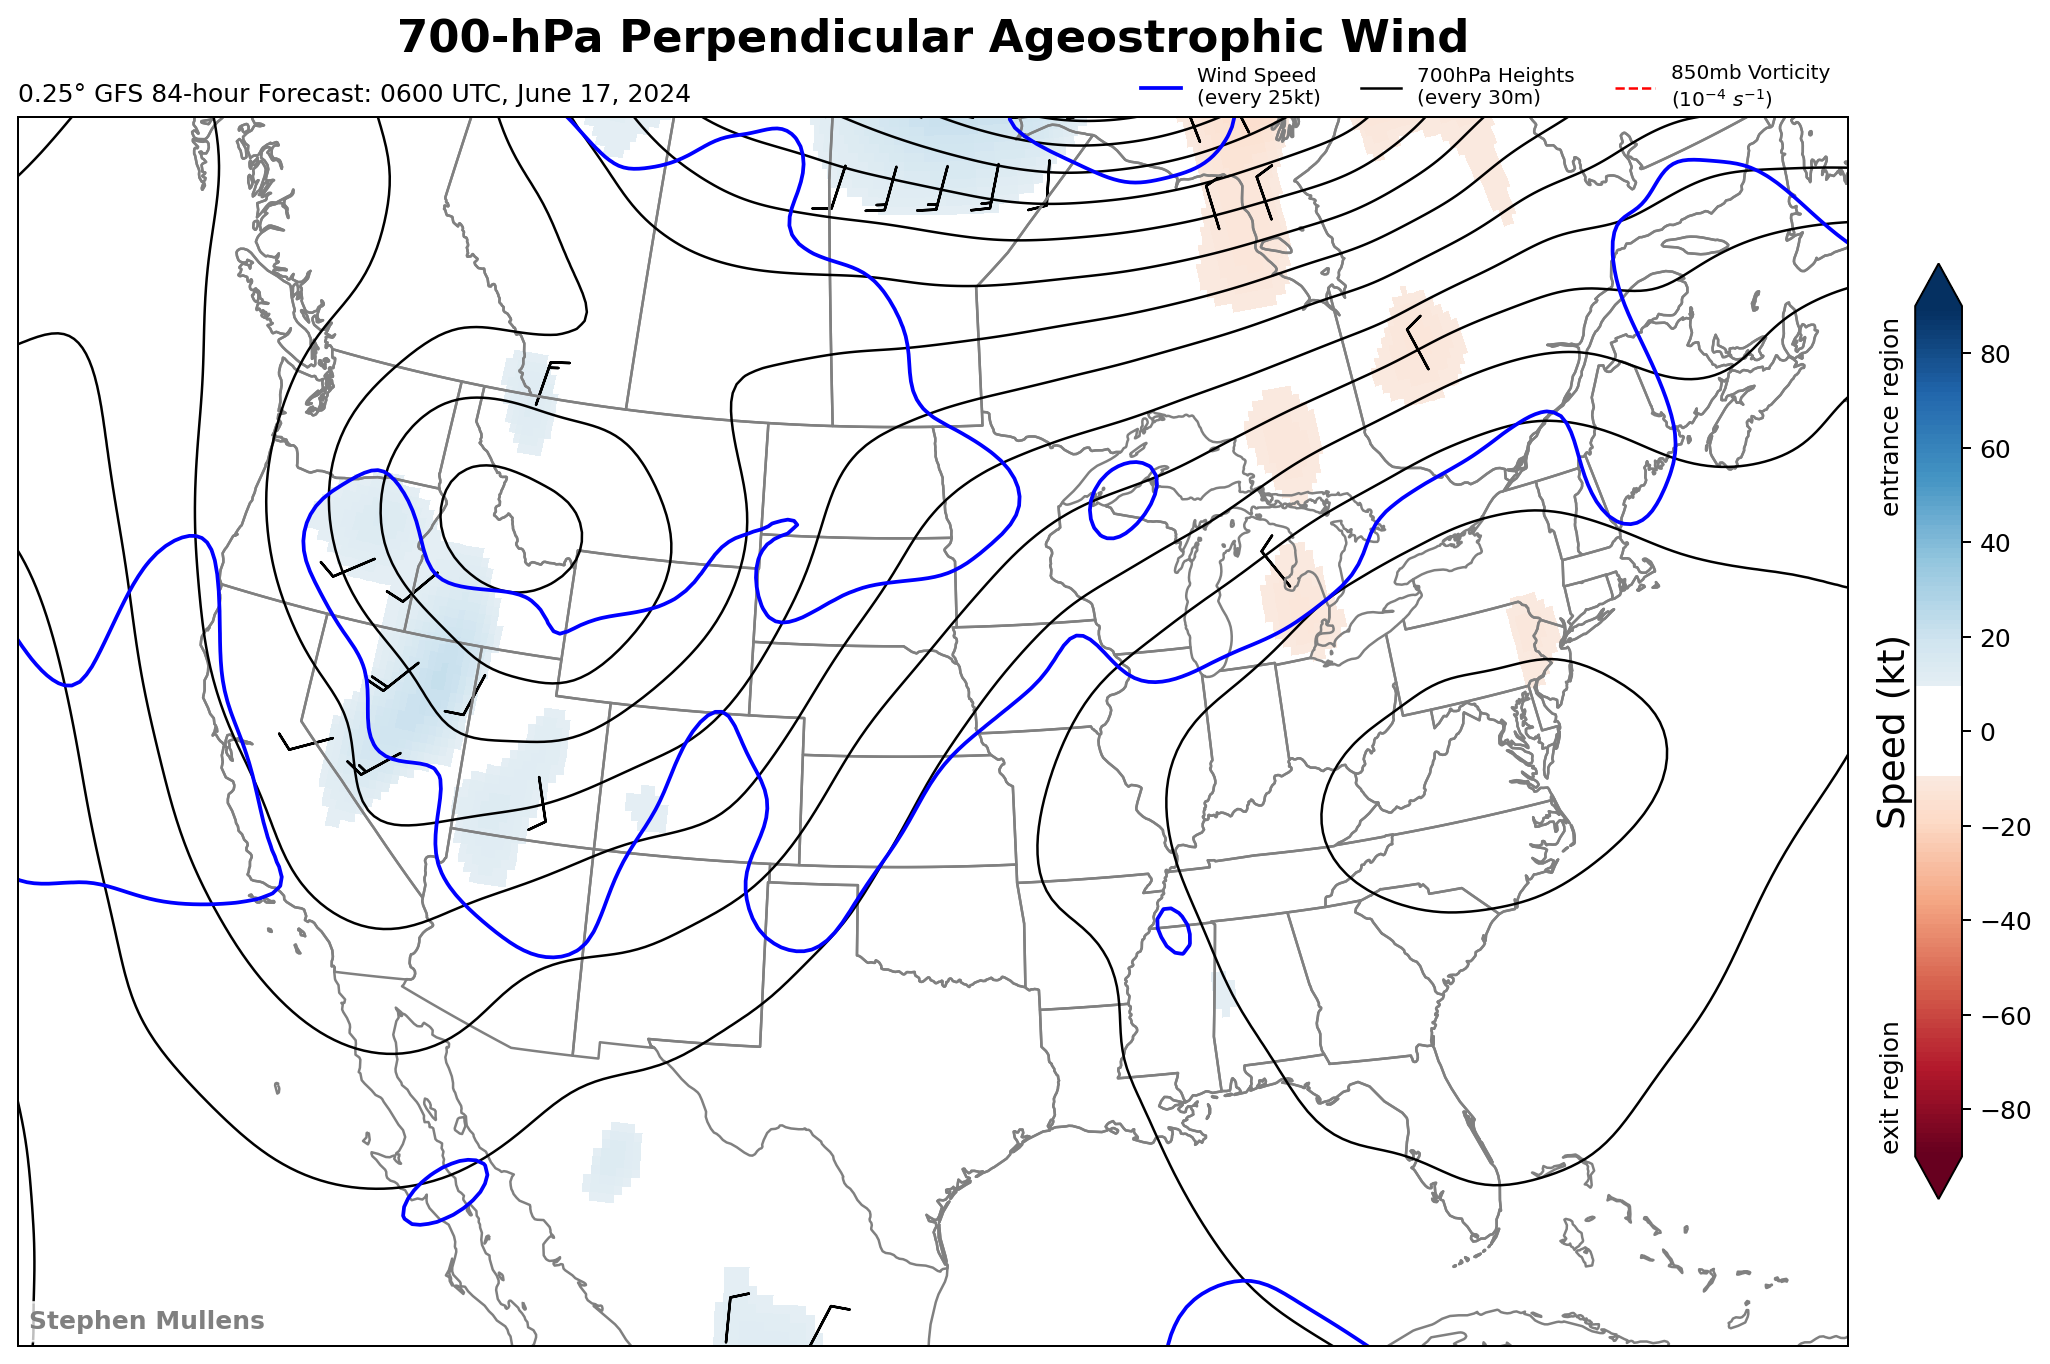 700-hPa Perpendicular Ageostrophic Wind
0.25° GFS 84-hour Forecast: 0600 UTC, June 17, 2024
Wind Speed
(every 25kt)
700hPa Heights
(every 30m)
850mb Vorticity
(10⁻⁴ s⁻¹)
entrance region
Speed (kt)
exit region
80
60
40
20
0
−20
−40
−60
−80
Stephen Mullens